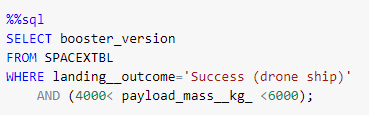 %%sql
SELECT booster_version
FROM SPACEXTBL
WHERE landing__outcome='Success (drone ship)'
AND (4000< payload_mass__kg_ <6000);